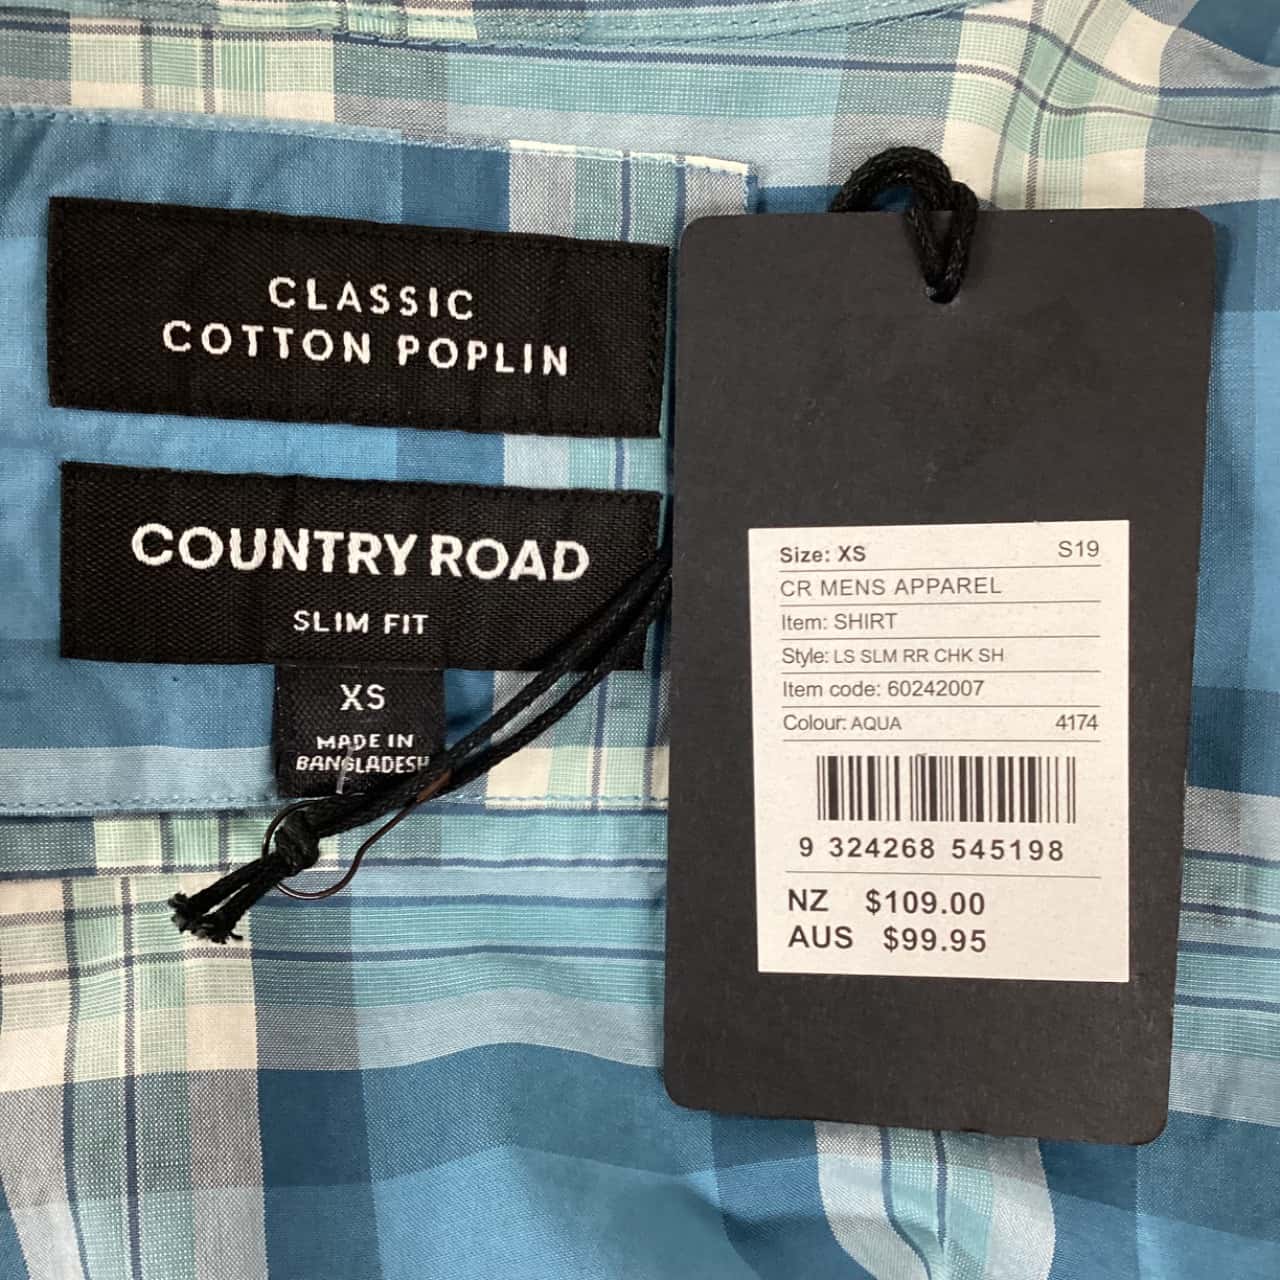 CLASSIC
COTTON POPLIN
COUNTRY ROAD
SLIM FIT
XS
MADE IN
BANGLADESH
Size: XS S19
CR MENS APPAREL
Item: SHIRT
Style: LS SLM RR CHK SH
Item code: 60242007
Colour: AQUA 4174
9 324268 545198
NZ $109.00
AUS $99.95